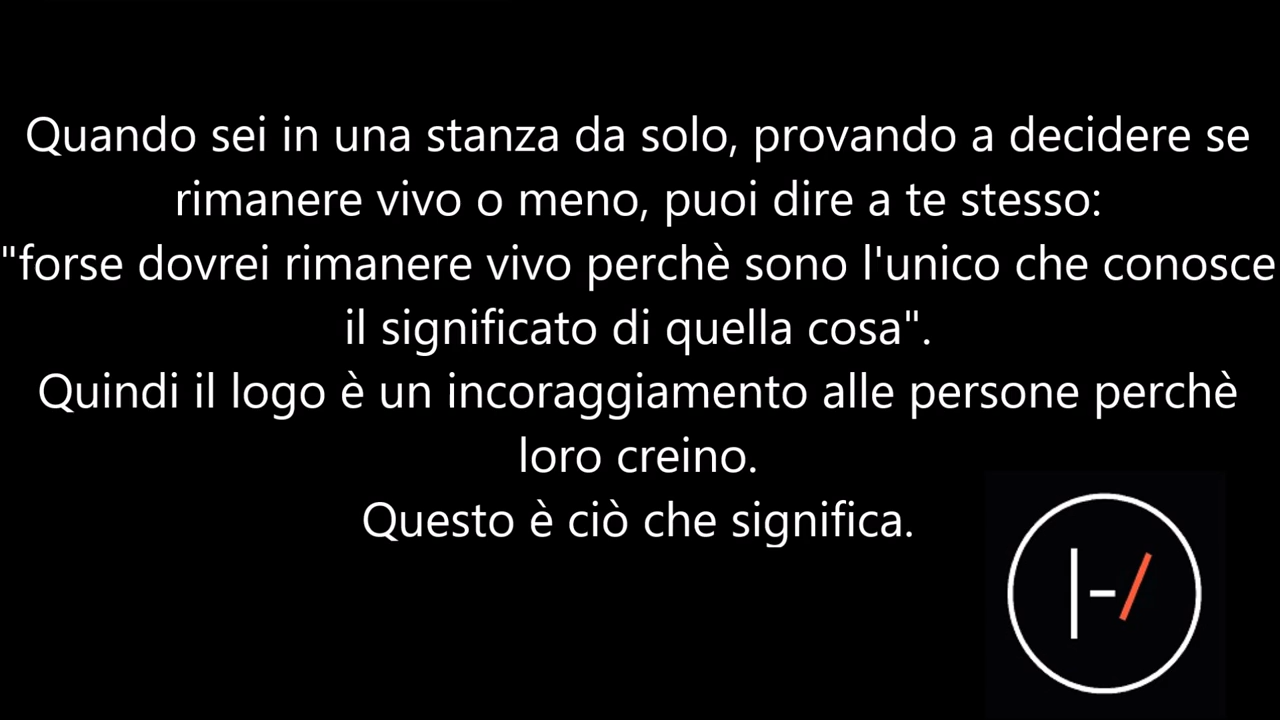 Quando sei in una stanza da solo, provando a decidere se
rimanere vivo o meno, puoi dire a te stesso:
"forse dovrei rimanere vivo perchè sono l'unico che conosce
il significato di quella cosa".
Quindi il logo è un incoraggiamento alle persone perchè
loro creino.
Questo è ciò che significa.
|-/